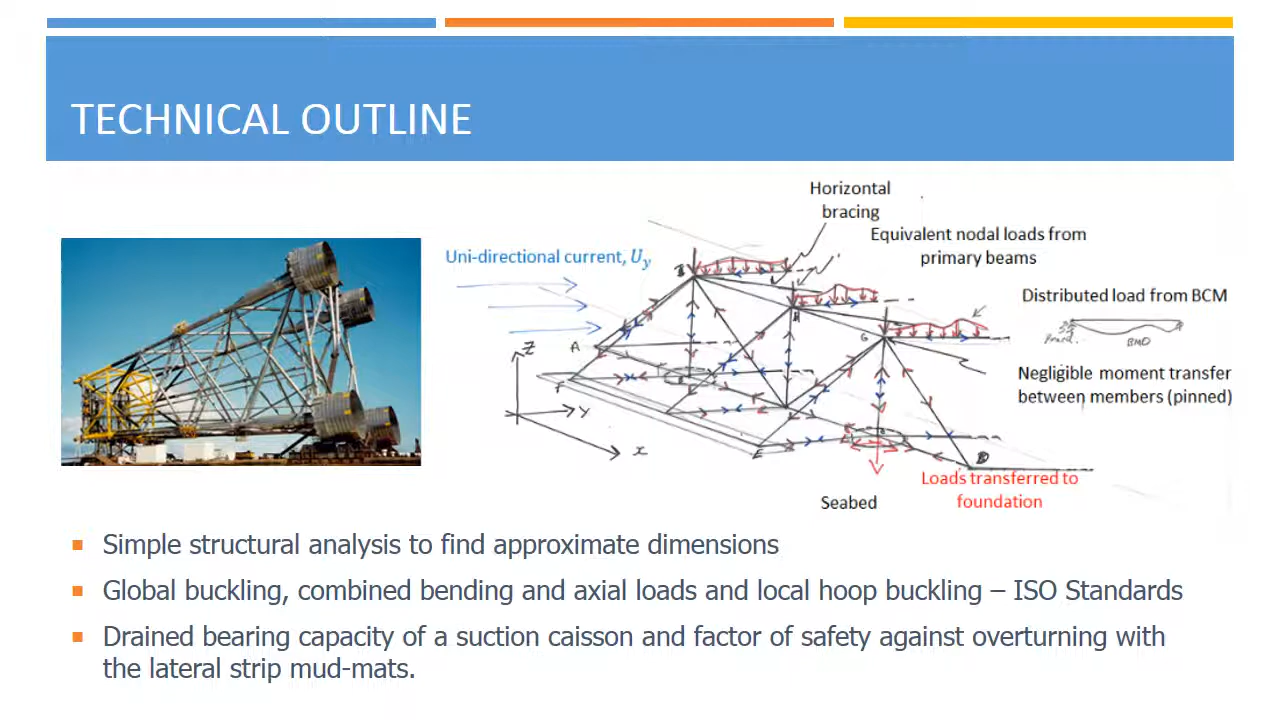 TECHNICAL OUTLINE
Horizontal
bracing
Equivalent nodal loads from
primary beams
Uni-directional current, Uy
Distributed load from BCM
BMD
Negligible moment transfer
between members (pinned)
A
G
F
Z
Y
x
D
Loads transferred to
foundation
Seabed
Simple structural analysis to find approximate dimensions
Global buckling, combined bending and axial loads and local hoop buckling – ISO Standards
Drained bearing capacity of a suction caisson and factor of safety against overturning with
the lateral strip mud-mats.